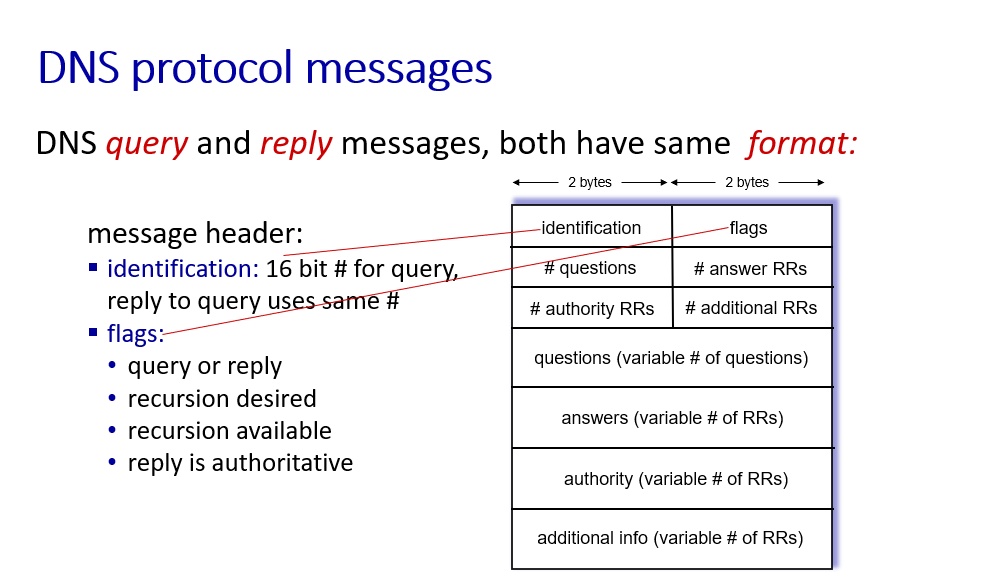 DNS protocol messages
DNS query and reply messages, both have same format:
message header:
▪ identification: 16 bit # for query,
reply to query uses same #
▪ flags:
• query or reply
• recursion desired
• recursion available
• reply is authoritative
2 bytes 2 bytes
identification flags
# questions # answer RRs
# authority RRs # additional RRs
questions (variable # of questions)
answers (variable # of RRs)
authority (variable # of RRs)
additional info (variable # of RRs)